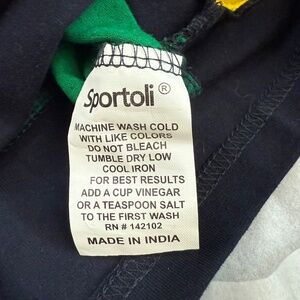 Sportoli®
MACHINE WASH COLD
WITH LIKE COLORS
DO NOT BLEACH
TUMBLE DRY LOW
COOL IRON
FOR BEST RESULTS
ADD A CUP VINEGAR
OR A TEASPOON SALT
TO THE FIRST WASH
RN # 142102
MADE IN INDIA